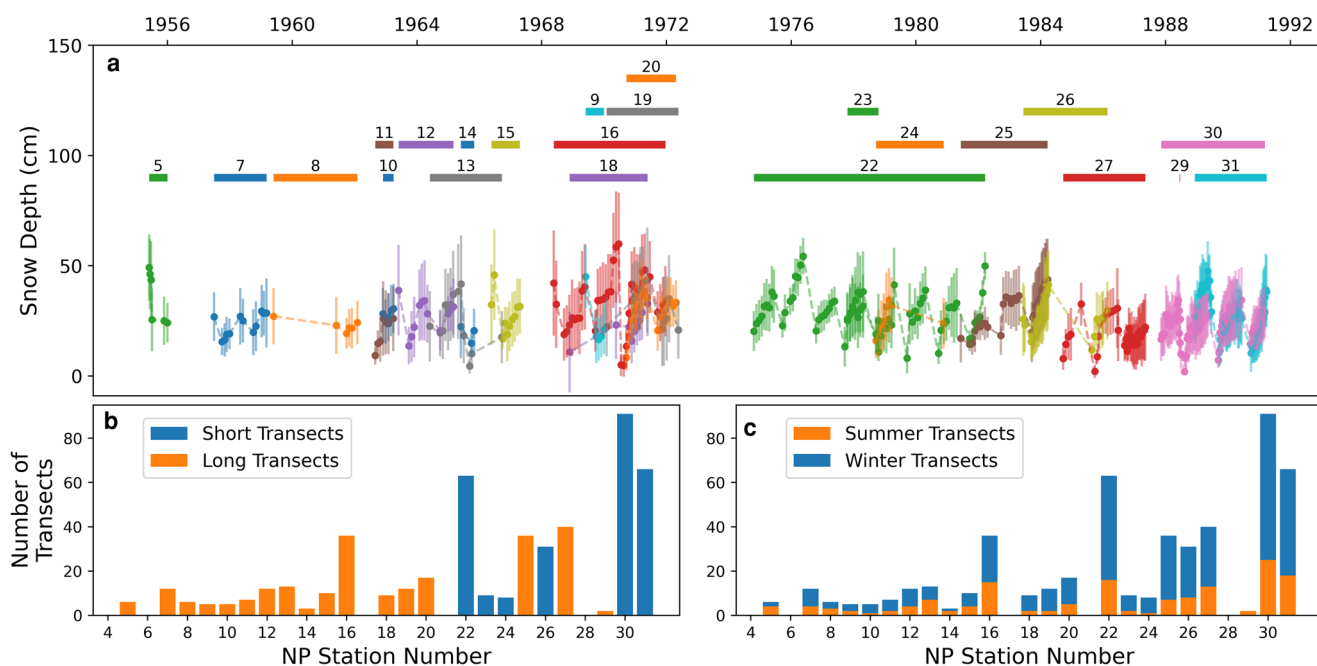 1956 1960 1964 1968 1972 1976 1980 1984 1988 1992
a
150
100
50
0
Snow Depth (cm)
20
9 19 23 26
11 12 14 15 16 24 25 30
5 7 8 10 13 18 22 27 29 31
b
Short Transects
Long Transects
Number of
Transects
80
60
40
20
0
4 6 8 10 12 14 16 18 20 22 24 26 28 30
NP Station Number
c
Summer Transects
Winter Transects
80
60
40
20
0
4 6 8 10 12 14 16 18 20 22 24 26 28 30
NP Station Number